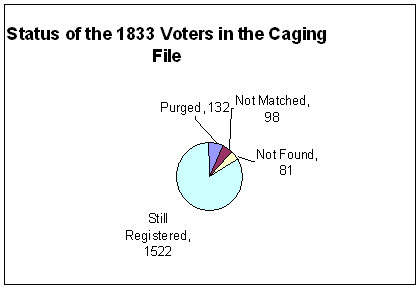 Status of the 1833 Voters in the Caging
File
Purged, 132
Not Matched,
98
Not Found,
81
Still
Registered,
1522